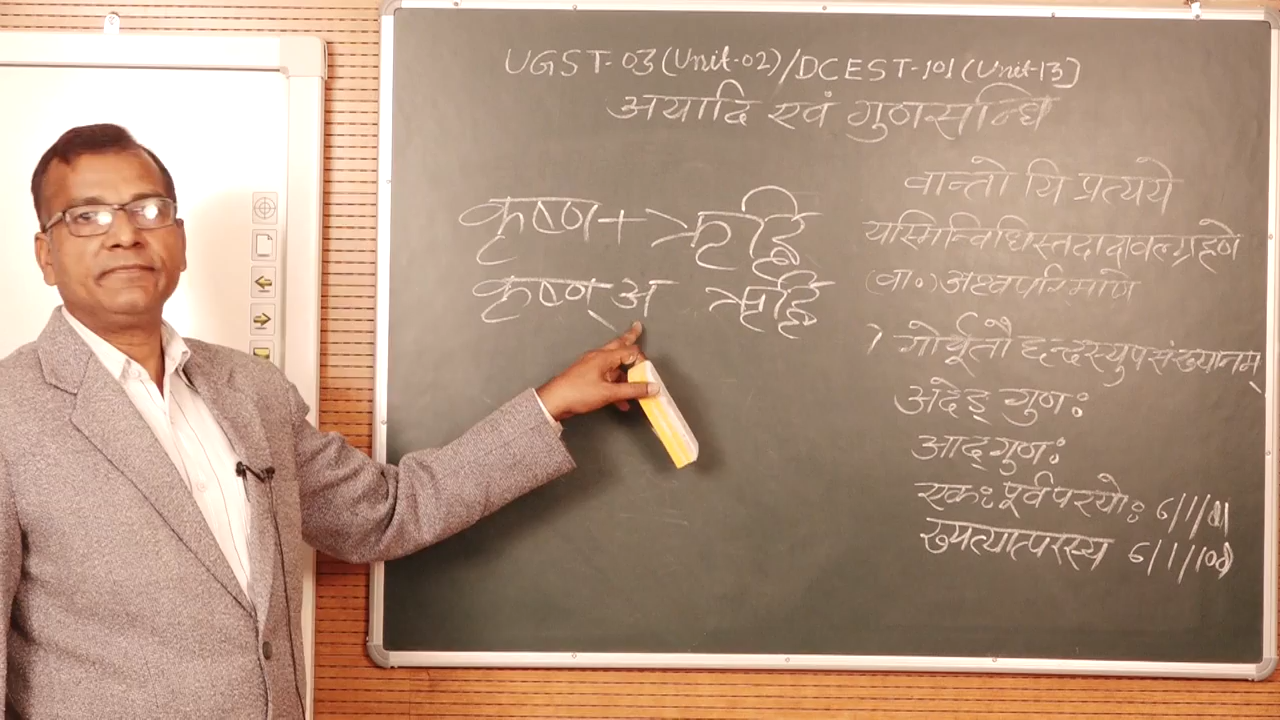 UGST-03(Unit-02)/DCEST-101(Unit-13]
अयादि एवं गुणसन्धि
कृष्ण + ऋद्धि
कृष्ण् अ ऋद्धि
वान्तो यि प्रत्यये
यस्मिन्विधिस्तदादावल्ग्रहणे
(वा०) अध्वपरिमाणे
गोर्यूतौ छन्दस्युपसंख्यानम्
अदेङ् गुणः
आद्गुणः
एकः पूर्वपरयोः 6/1/81
ख्यत्यात्परस्य 6/1/108